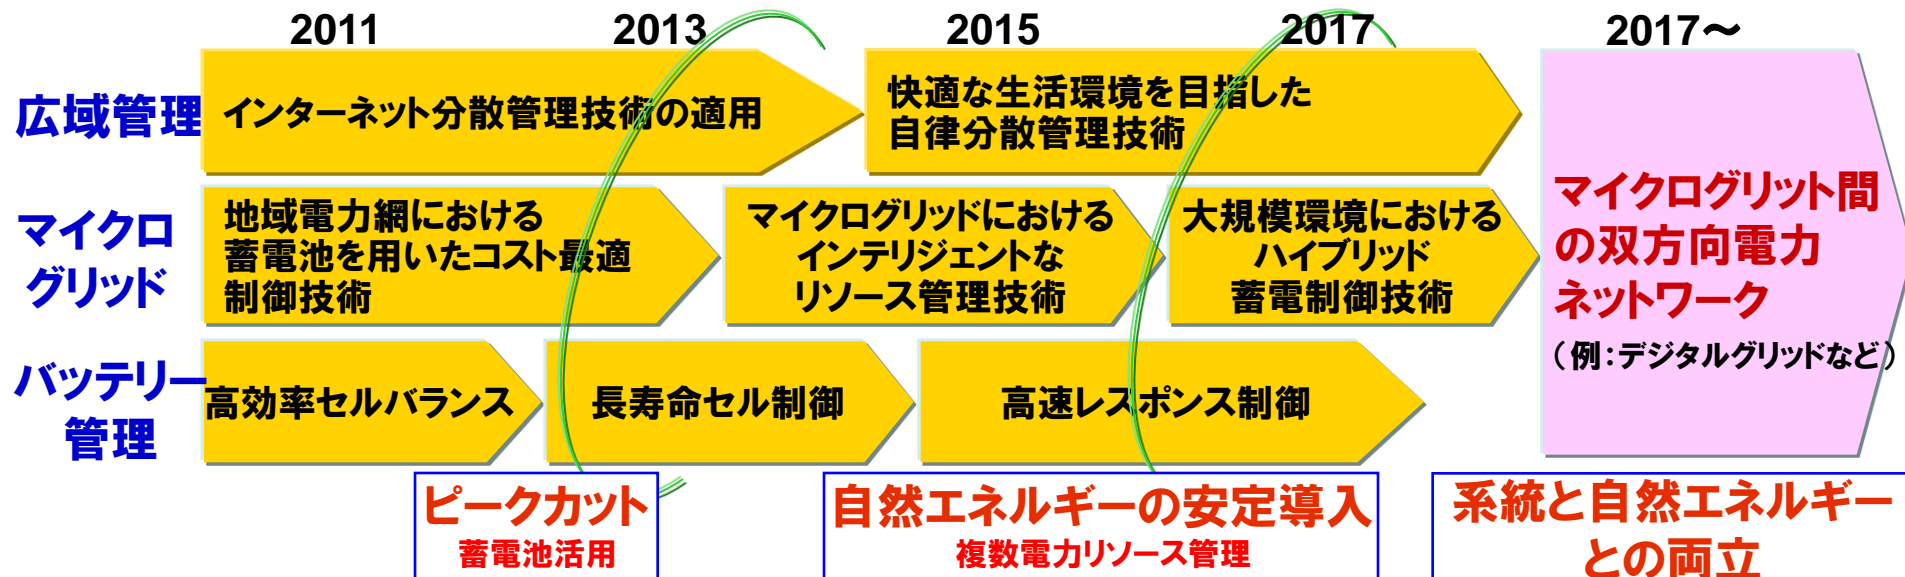 2011
2013
2015
2017
2017～
広域管理
インターネット分散管理技術の適用
快適な生活環境を目指した
自律分散管理技術
マイクロ
グリッド
地域電力網における
蓄電池を用いたコスト最適
制御技術
マイクログリッドにおける
インテリジェントな
リソース管理技術
大規模環境における
ハイブリッド
蓄電制御技術
マイクログリット間
の双方向電力
ネットワーク
（例：デジタルグリッドなど）
バッテリー
管理
高効率セルバランス
長寿命セル制御
高速レスポンス制御
ピークカット
蓄電池活用
自然エネルギーの安定導入
複数電力リソース管理
系統と自然エネルギー
との両立